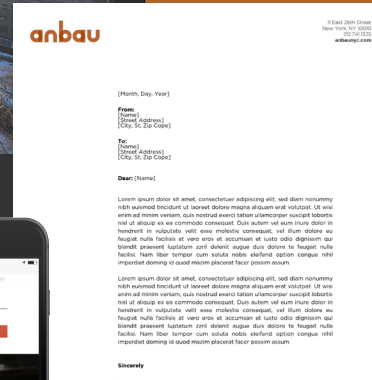 anbau
11 East 26th Street
New York, NY 10010
212 741 1325
anbaunyc.com
[Month, Day, Year]
From:
[Name]
[Street Address]
[City, St, Zip Cope]
To:
[Name]
[Street Address]
[City, St, Zip Cope]
Dear: [Name]
Lorem ipsum dolor sit amet, consectetuer adipiscing elit, sed diam nonummy
nibh euismod tincidunt ut laoreet dolore magna aliquam erat volutpat. Ut wisi
enim ad minim veniam, quis nostrud exerci tation ullamcorper suscipit lobortis
nisl ut aliquip ex ea commodo consequat. Duis autem vel eum iriure dolor in
hendrerit in vulputate velit esse molestie consequat, vel illum dolore eu
feugiat nulla facilisis at vero eros et accumsan et iusto odio dignissim qui
blandit praesent luptatum zzril delenit augue duis dolore te feugait nulla
facilisi. Nam liber tempor cum soluta nobis eleifend option congue nihil
imperdiet doming id quod mazim placerat facer possim assum.
Lorem ipsum dolor sit amet, consectetuer adipiscing elit, sed diam nonummy
nibh euismod tincidunt ut laoreet dolore magna aliquam erat volutpat. Ut wisi
enim ad minim veniam, quis nostrud exerci tation ullamcorper suscipit lobortis
nisl ut aliquip ex ea commodo consequat. Duis autem vel eum iriure dolor in
hendrerit in vulputate velit esse molestie consequat, vel illum dolore eu
feugiat nulla facilisis at vero eros et accumsan et iusto odio dignissim qui
blandit praesent luptatum zzril delenit augue duis dolore te feugait nulla
facilisi. Nam liber tempor cum soluta nobis eleifend option congue nihil
imperdiet doming id quod mazim placerat facer possim assum.
Sincerely